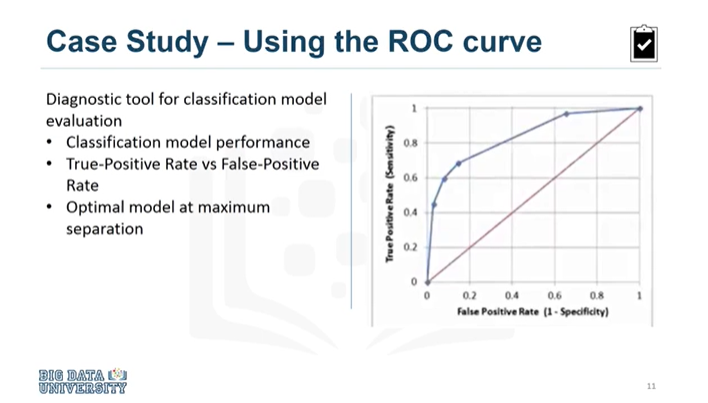 Case Study – Using the ROC curve
Diagnostic tool for classification model
evaluation
• Classification model performance
• True-Positive Rate vs False-Positive
Rate
• Optimal model at maximum
separation
True Positive Rate (Sensitivity)
1
0.8
0.6
0.4
0.2
0
0 0.2 0.4 0.6 0.8 1
False Positive Rate (1 - Specificity)
BIG DATA
UNIVERSITY
11